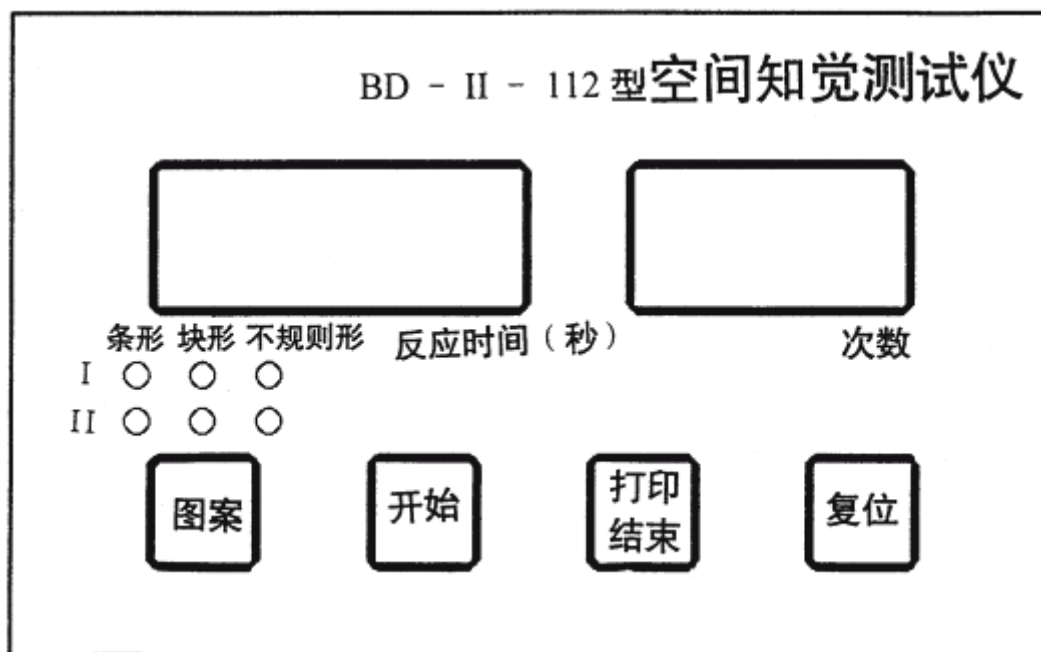 BD - II - 112 型空间知觉测试仪
条形 块形 不规则形 反应时间（秒） 次数
I
II
图案 开始 打印结束 复位